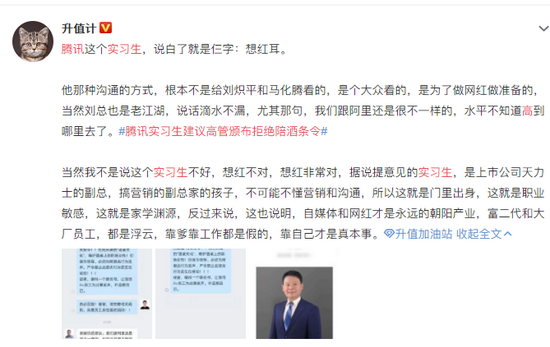 升值计
腾讯这个实习生，说白了就是仨字：想红耳。
他那种沟通的方式，根本不是给刘炽平和马化腾看的，是个大众看的，是为了做网红做准备的，
当然刘总也是老江湖，说话滴水不漏，尤其那句，我们跟阿里还是很不一样的，水平不知道高到
哪里去了。#腾讯实习生建议高管颁布拒绝陪酒条令#
当然我不是说这个实习生不好，想红不对，想红非常对，据说提意见的实习生，是上市公司天力
士的副总，搞营销的副总家的孩子，不可能不懂营销和沟通，所以这就是门里出身，这就是职业
敏感，这就是家学渊源，反过来说，这也说明，自媒体和网红才是永远的朝阳产业，富二代和大
厂员工，都是浮云，靠爹靠工作都是假的，靠自己才是真本事。升值加油站 收起全文